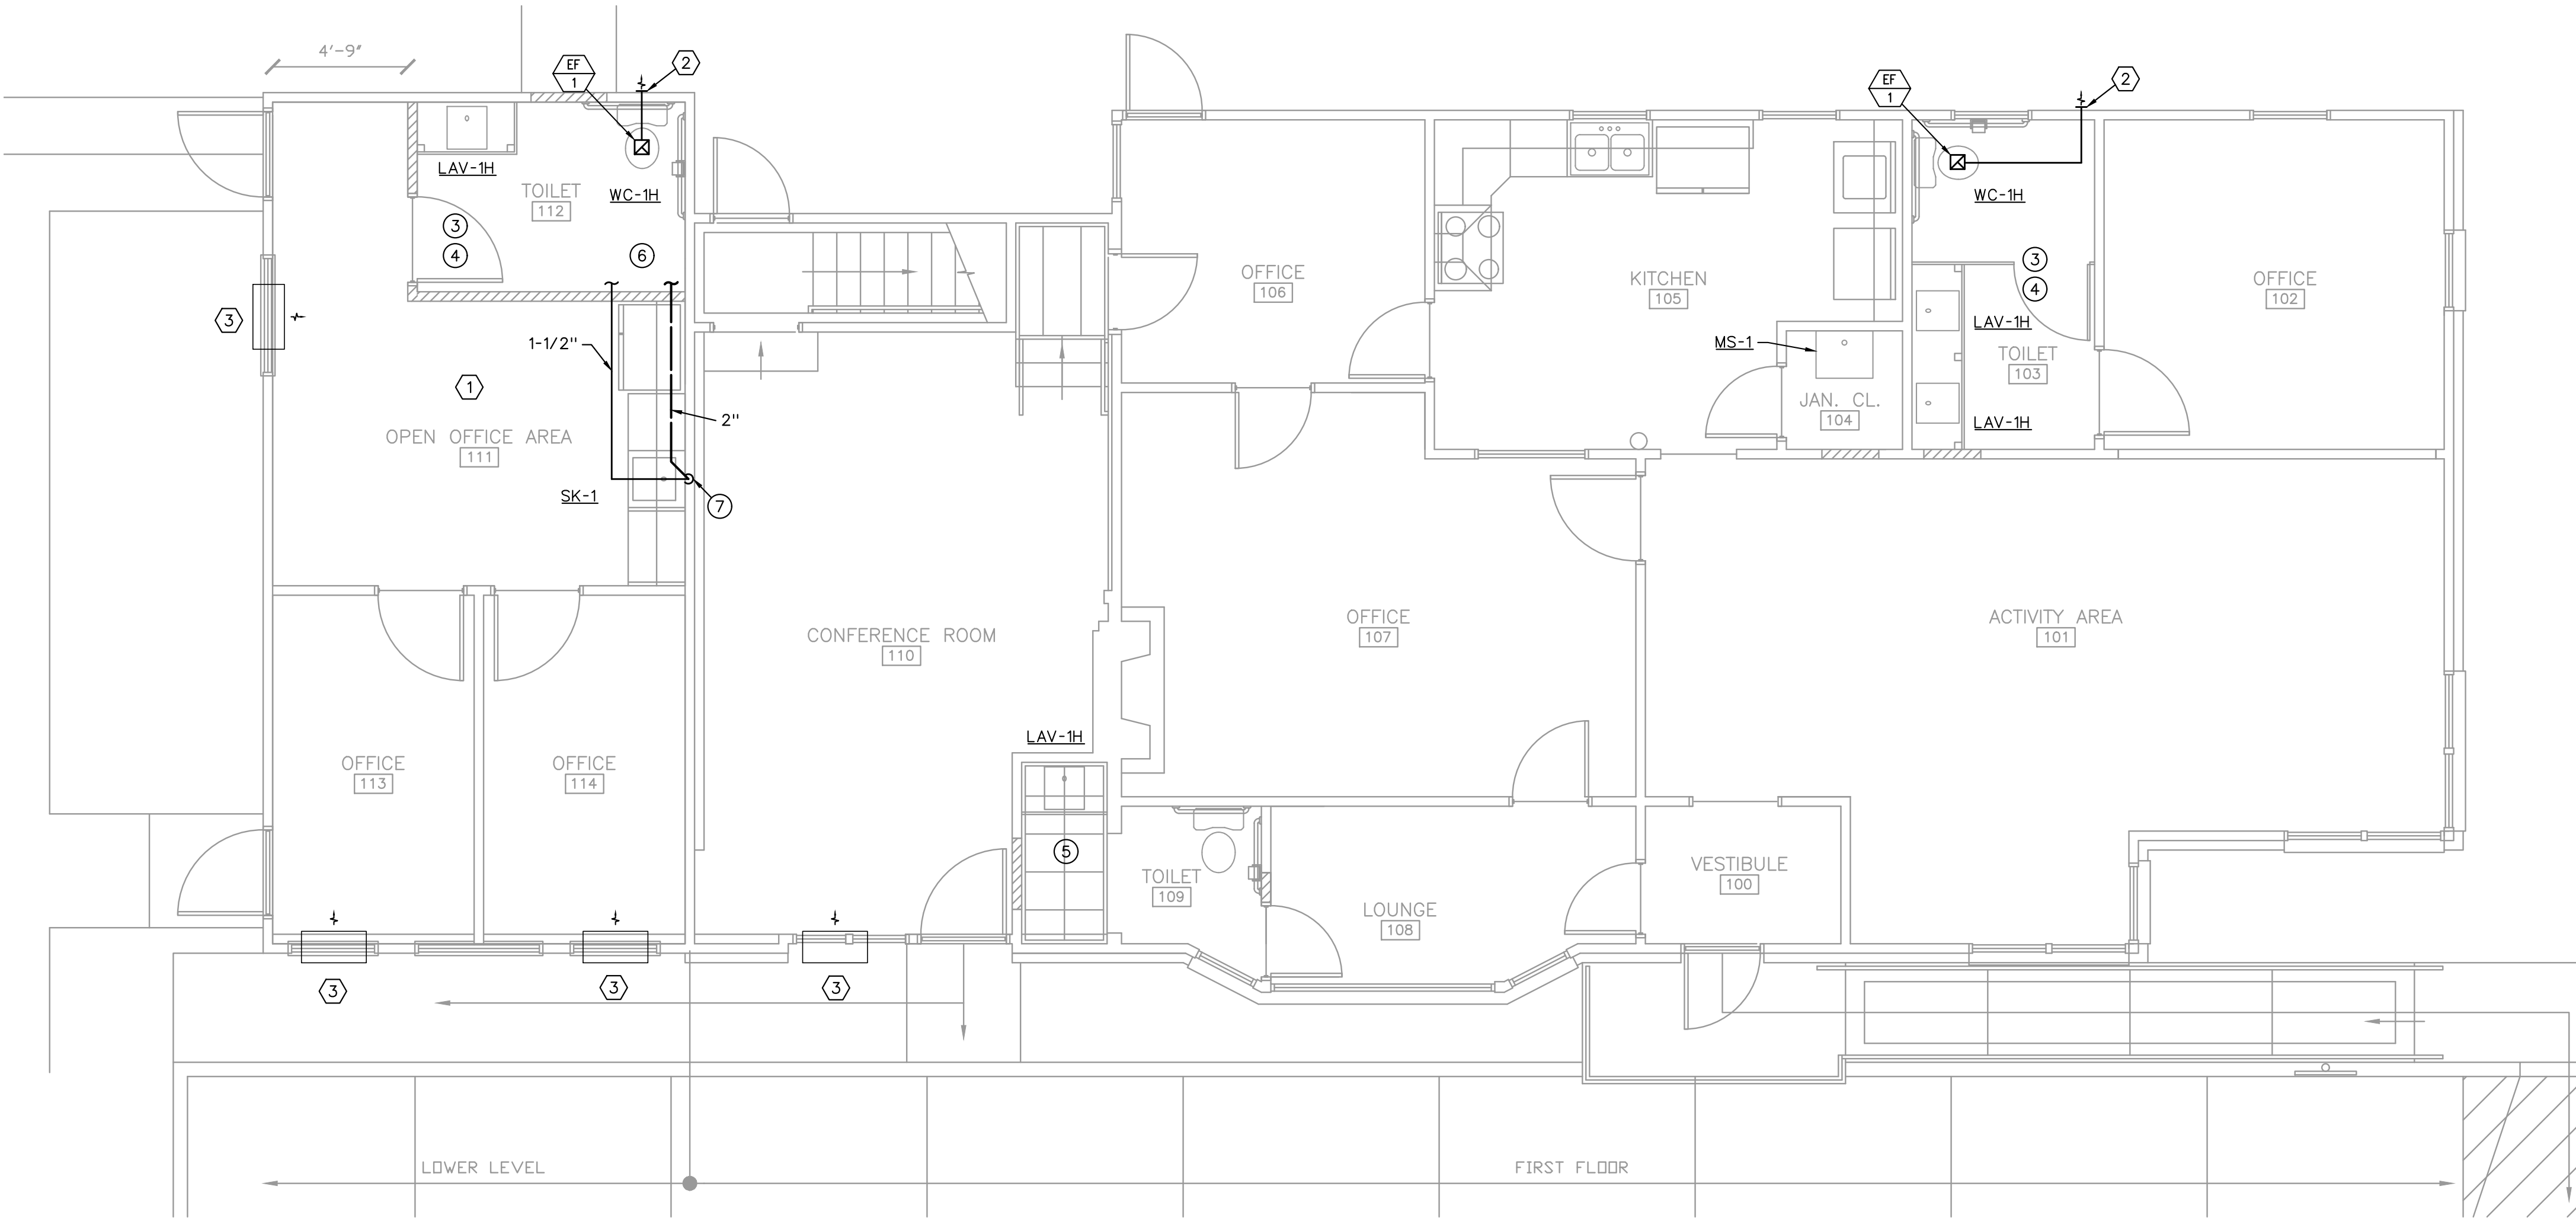 4'-9"
EF
1
2
EF
1
2
LAV-1H
TOILET
112
WC-1H
WC-1H
3
4
6
3
4
OFFICE
106
KITCHEN
105
OFFICE
102
3
1-1/2"
MS-1
LAV-1H
TOILET
103
1
2"
JAN. CL.
104
LAV-1H
OPEN OFFICE AREA
111
SK-1
7
CONFERENCE ROOM
110
OFFICE
107
ACTIVITY AREA
101
LAV-1H
OFFICE
113
OFFICE
114
5
TOILET
109
LOUNGE
108
VESTIBULE
100
3
3
3
LOWER LEVEL
FIRST FLOOR